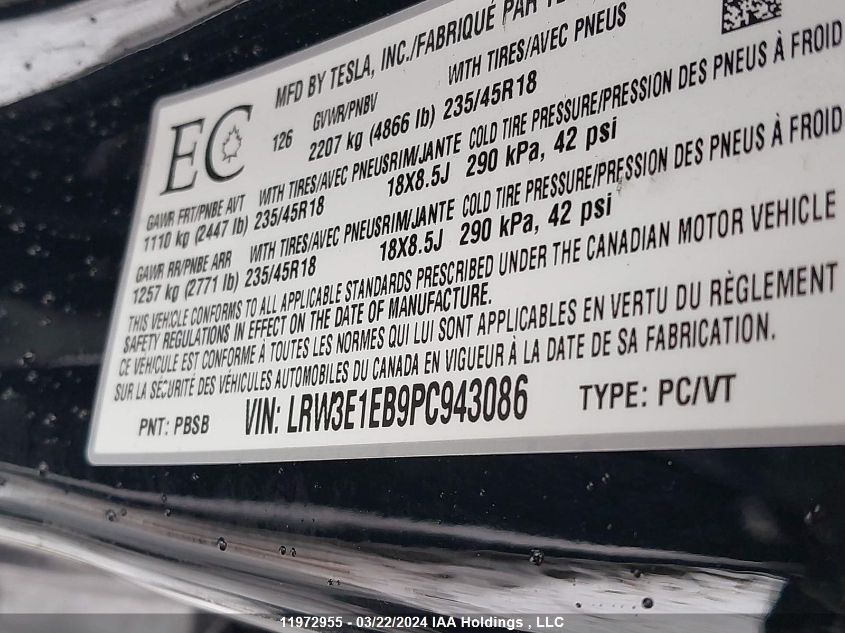 MFD BY TESLA, INC./FABRIQUÉ PAR
EC
126
GVWR/PNBV WITH TIRES/AVEC PNEUS
2207 kg (4866 lb) 235/45R18
GAWR FRT/PNBE AVT WITH TIRES/AVEC PNEUS RIM/JANTE COLD TIRE PRESSURE/PRESSION DES PNEUS À FROID
1110 kg (2447 lb) 235/45R18 18X8.5J 290 kPa, 42 psi
GAWR RR/PNBE ARR WITH TIRES/AVEC PNEUS RIM/JANTE COLD TIRE PRESSURE/PRESSION DES PNEUS À FROID
1257 kg (2771 lb) 235/45R18 18X8.5J 290 kPa, 42 psi
THIS VEHICLE CONFORMS TO ALL APPLICABLE STANDARDS PRESCRIBED UNDER THE CANADIAN MOTOR VEHICLE
SAFETY REGULATIONS IN EFFECT ON THE DATE OF MANUFACTURE.
CE VÉHICULE EST CONFORME À TOUTES LES NORMES QUI LUI SONT APPLICABLES EN VERTU DU RÈGLEMENT
SUR LA SÉCURITÉ DES VÉHICULES AUTOMOBILES DU CANADA EN VIGUEUR À LA DATE DE SA FABRICATION.
PNT: PBSB VIN: LRW3E1EB9PC943086 TYPE: PC/VT
11972955 - 03/22/2024 IAA Holdings , LLC